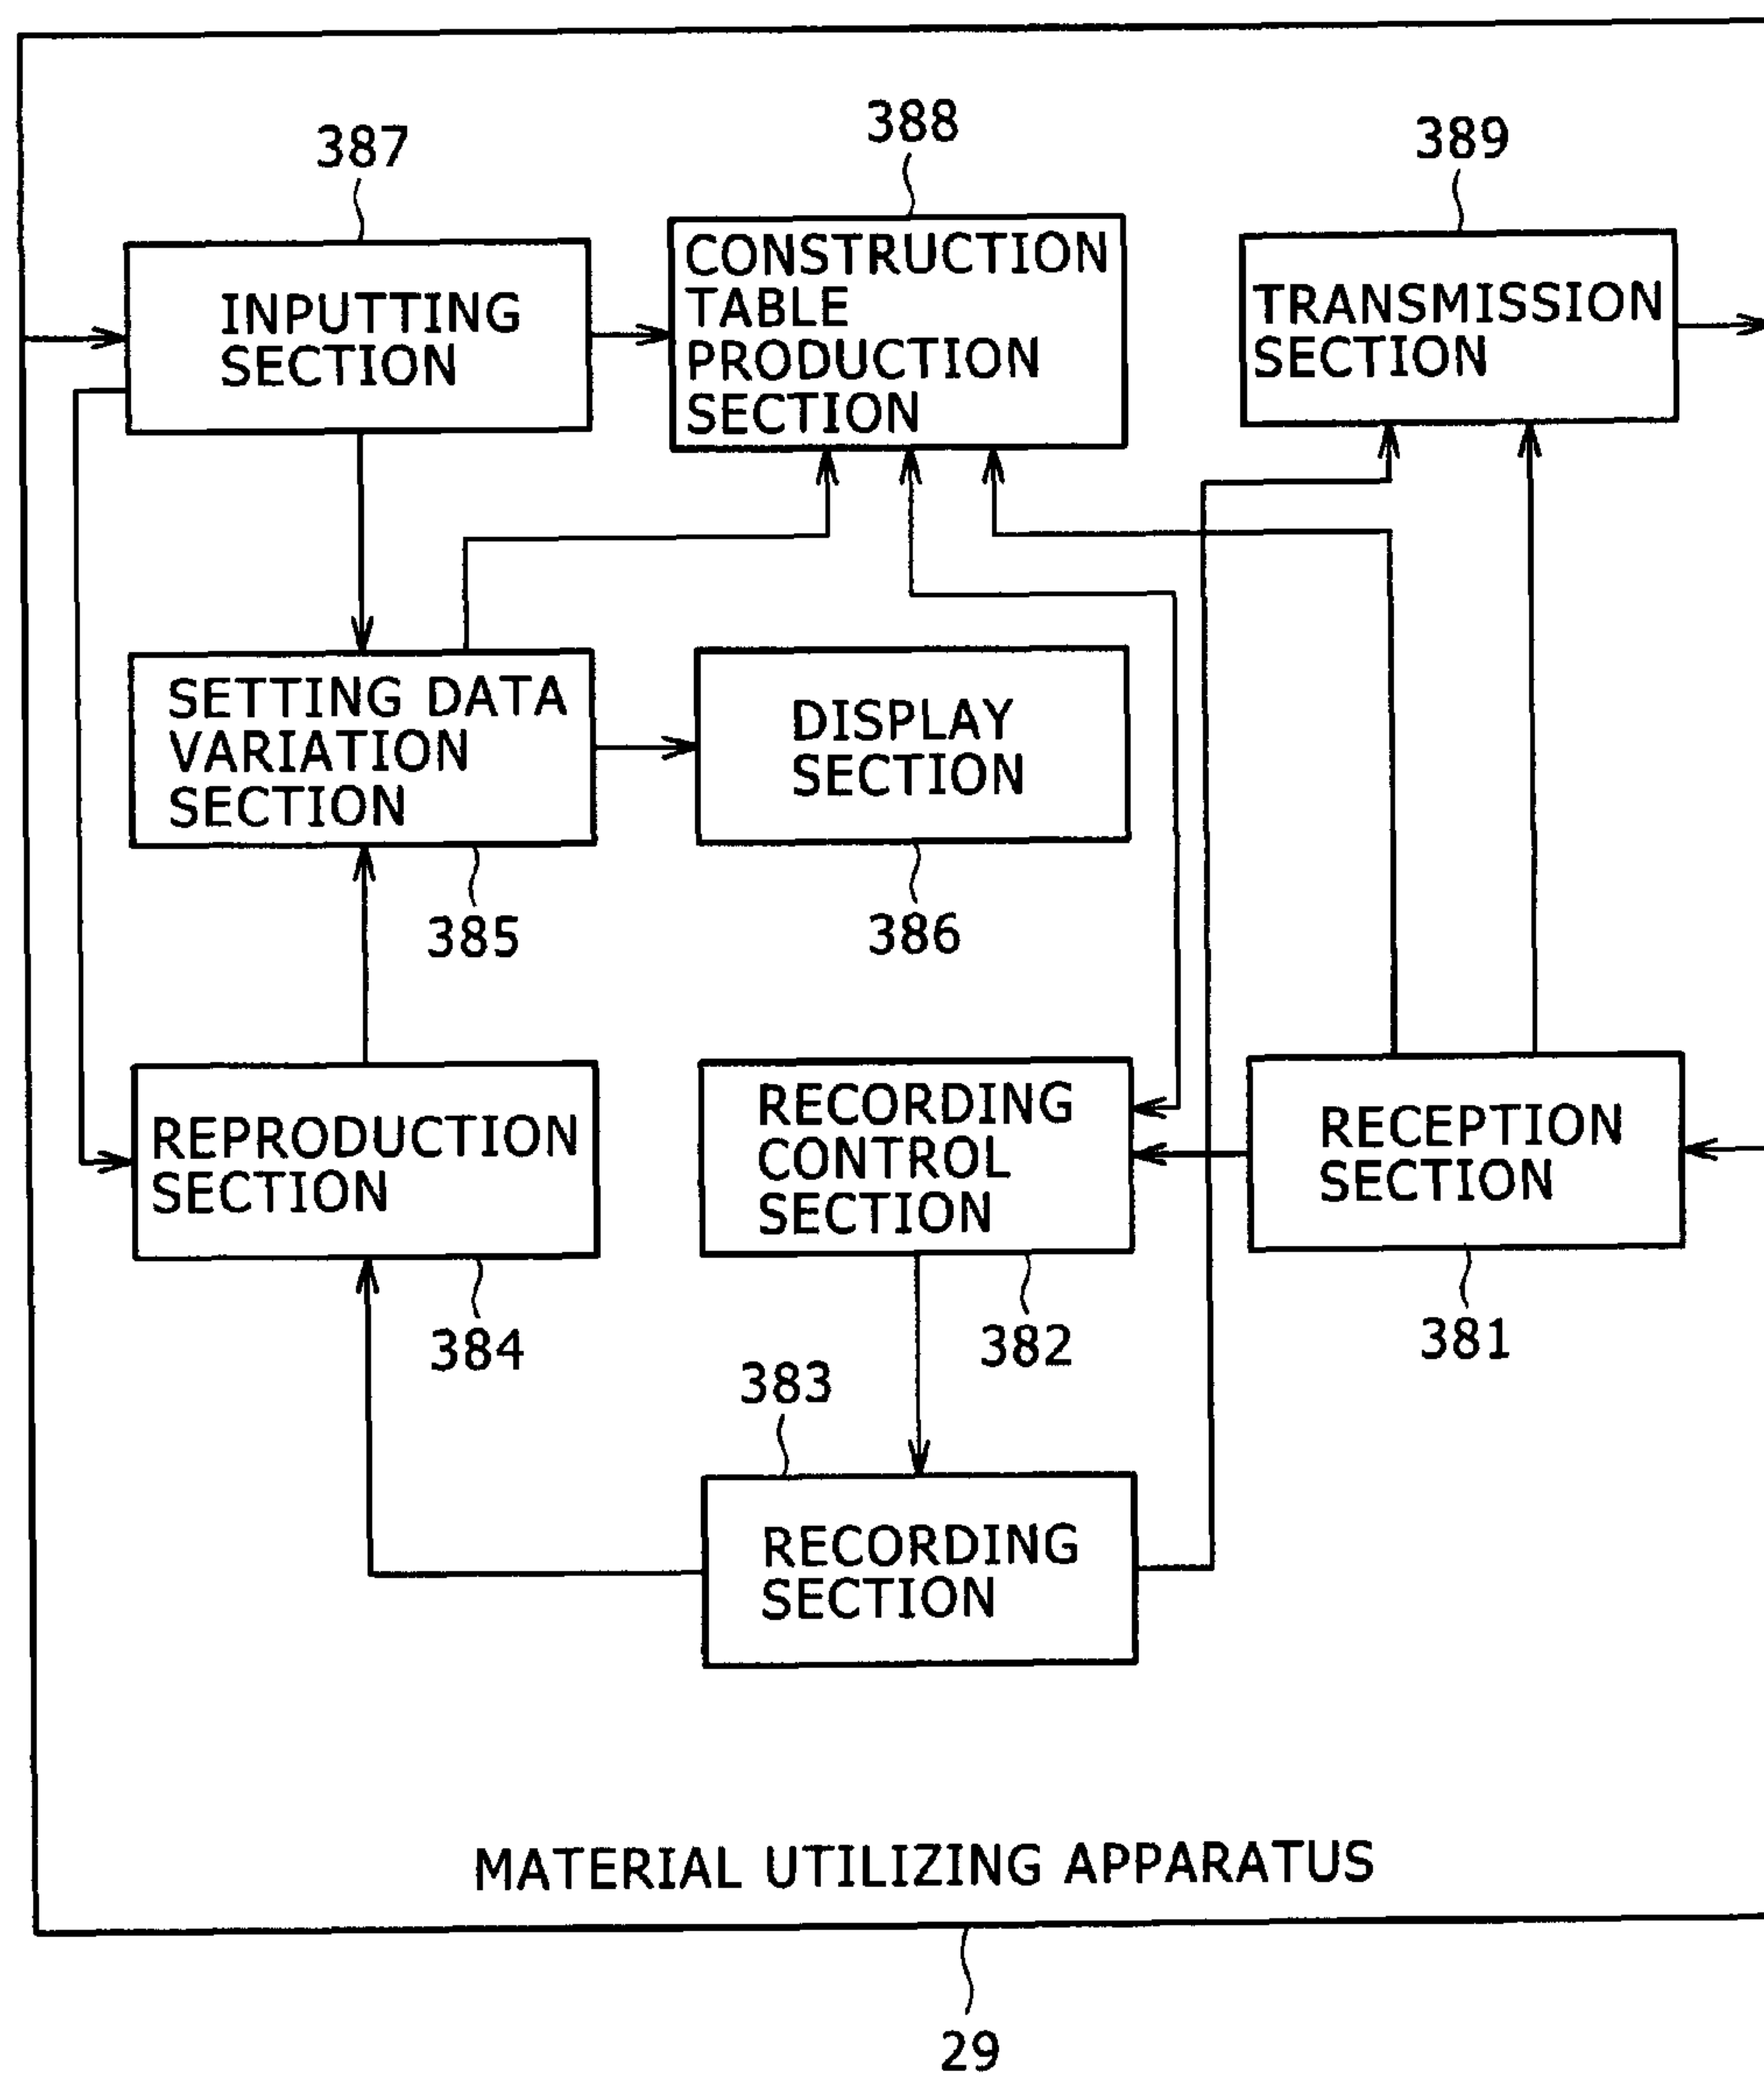 387
388
389
INPUTTING
SECTION
CONSTRUCTION
TABLE
PRODUCTION
SECTION
TRANSMISSION
SECTION
SETTING DATA
VARIATION
SECTION
DISPLAY
SECTION
385
386
REPRODUCTION
SECTION
RECORDING
CONTROL
SECTION
RECEPTION
SECTION
384
382
381
383
RECORDING
SECTION
MATERIAL UTILIZING APPARATUS
29